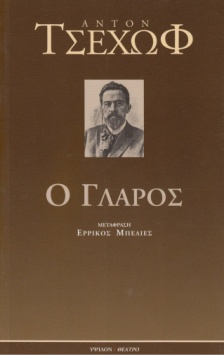 ΑΝΤΟΝ
ΤΣΕΧΩΦ
Ο ΓΛΑΡΟΣ
ΜΕΤΑΦΡΑΣΗ
ΕΡΡΙΚΟΣ ΜΠΕΛΙΕΣ
ΥΨΙΛΟΝ · ΘΕΑΤΡΟ